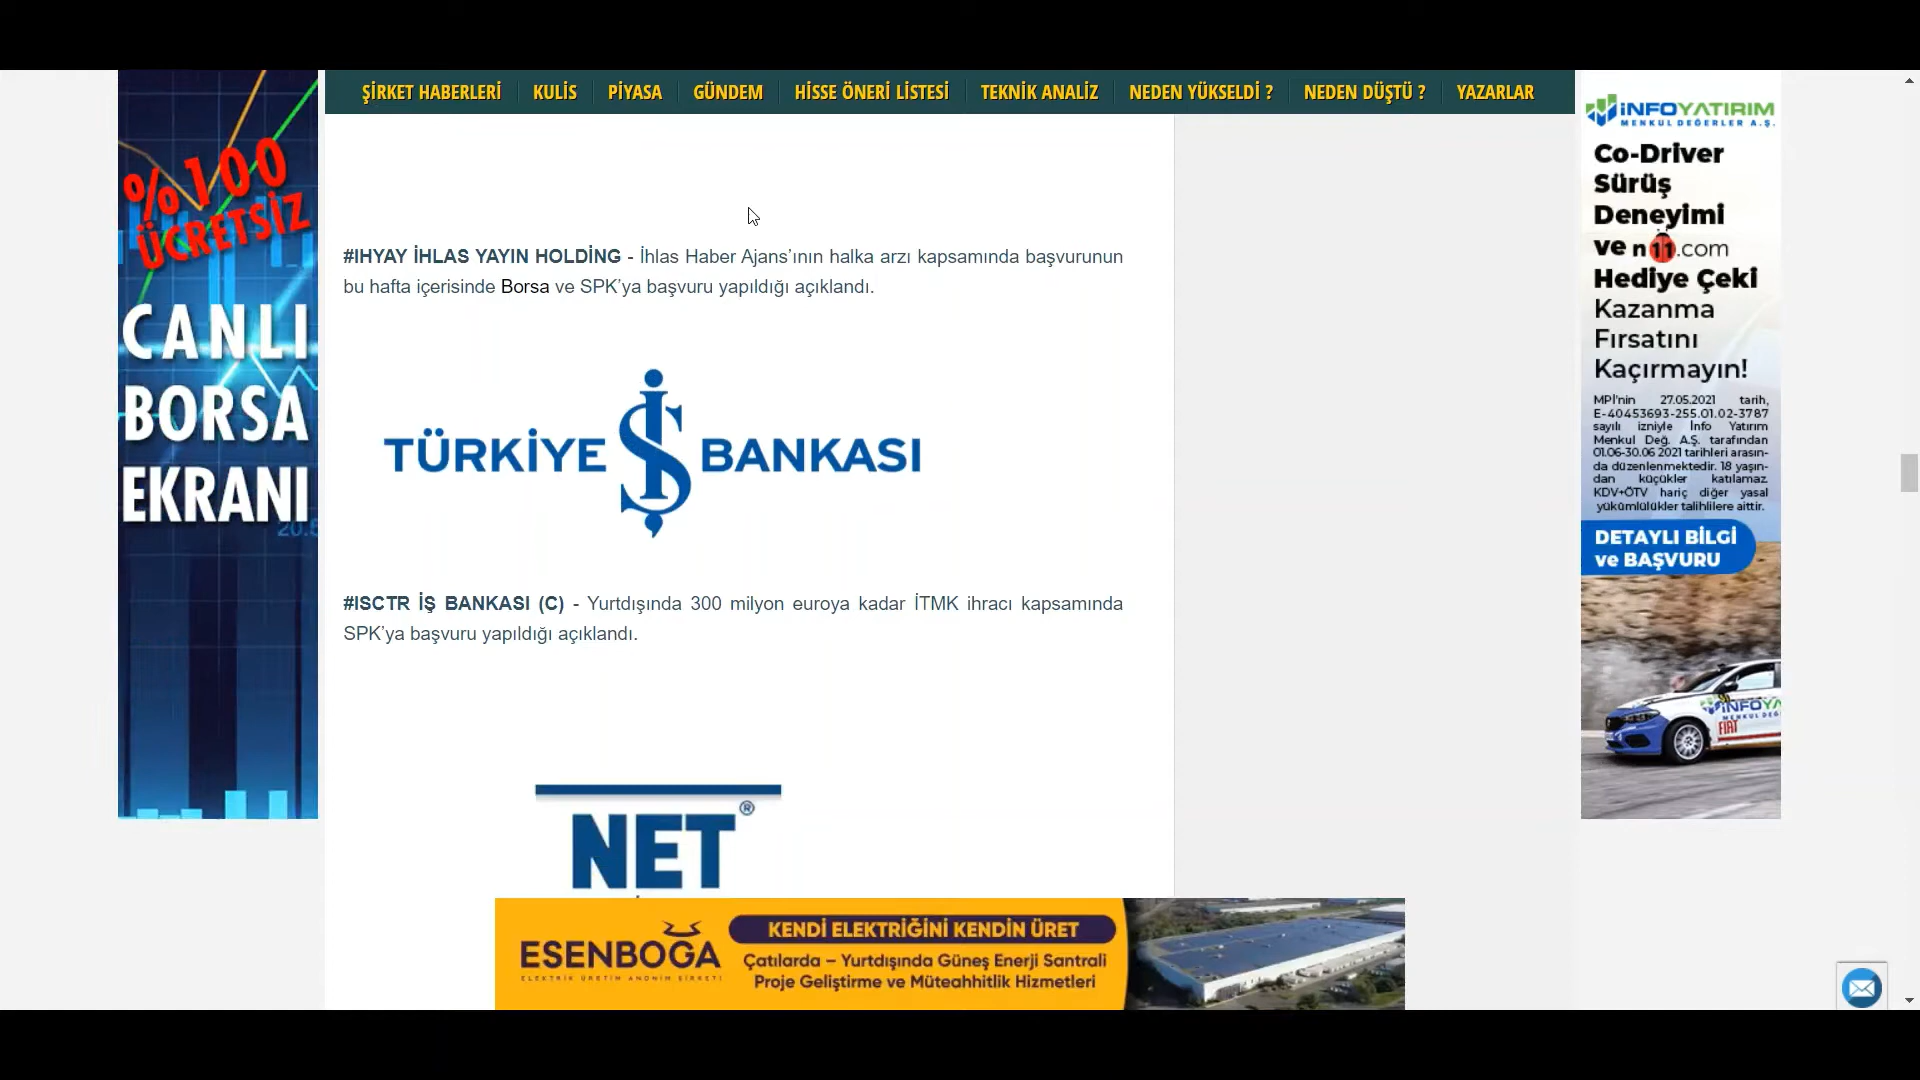 ŞİRKET HABERLERİ KULİS PİYASA GÜNDEM HİSSE ÖNERİ LİSTESİ TEKNİK ANALİZ NEDEN YÜKSELDİ ? NEDEN DÜŞTÜ ? YAZARLAR
%100
ÜCRETSİZ
CANLI
BORSA
EKRANI
#IHYAY İHLAS YAYIN HOLDİNG - İhlas Haber Ajans’ının halka arzı kapsamında başvurunun
bu hafta içerisinde Borsa ve SPK’ya başvuru yapıldığı açıklandı.
TÜRKİYE İŞ BANKASI
#ISCTR İŞ BANKASI (C) - Yurtdışında 300 milyon euroya kadar İTMK ihracı kapsamında
SPK’ya başvuru yapıldığı açıklandı.
NET®
ESENBOĞA
ELEKTRİK ÜRETİM ANONİM ŞİRKETİ
KENDİ ELEKTRİĞİNİ KENDİN ÜRET
Çatılarda – Yurtdışında Güneş Enerji Santrali
Proje Geliştirme ve Müteahhitlik Hizmetleri
İNFOYATIRIM
MENKUL DEĞERLER A.Ş.
Co-Driver
Sürüş
Deneyimi
ve n11.com
Hediye Çeki
Kazanma
Fırsatını
Kaçırmayın!
MPİ'nin 27.05.2021 tarih,
E-40453693-255.01.02-3787
sayılı izniyle İnfo Yatırım
Menkul Değ. A.Ş. tarafından
01.06-30.06 2021 tarihleri arasın-
da düzenlenmektedir. 18 yaşın-
dan küçükler katılamaz.
KDV+ÖTV hariç diğer yasal
yükümlülükler talihlilere aittir.
DETAYLI BİLGİ
ve BAŞVURU
FIAT